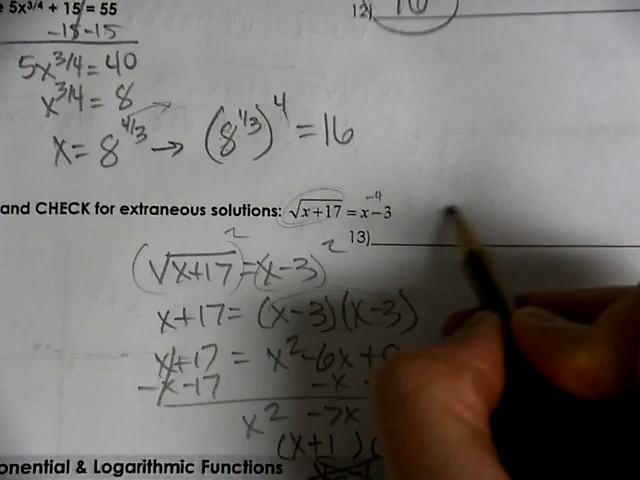 5x^3/4 + 15 = 55
12) 16
-15 -15
5x^3/4 = 40
x^3/4 = 8
x = 8^4/3 → (8^1/3)^4 = 16
and CHECK for extraneous solutions: √x+17 = x-3
-4
13)
(√x+17)^2 = (x-3)^2
x+17 = (x-3)(x-3)
x+17 = x^2-6x+
-x-17 -x
x^2 -7x
(x+1)(
onential & Logarithmic Functions